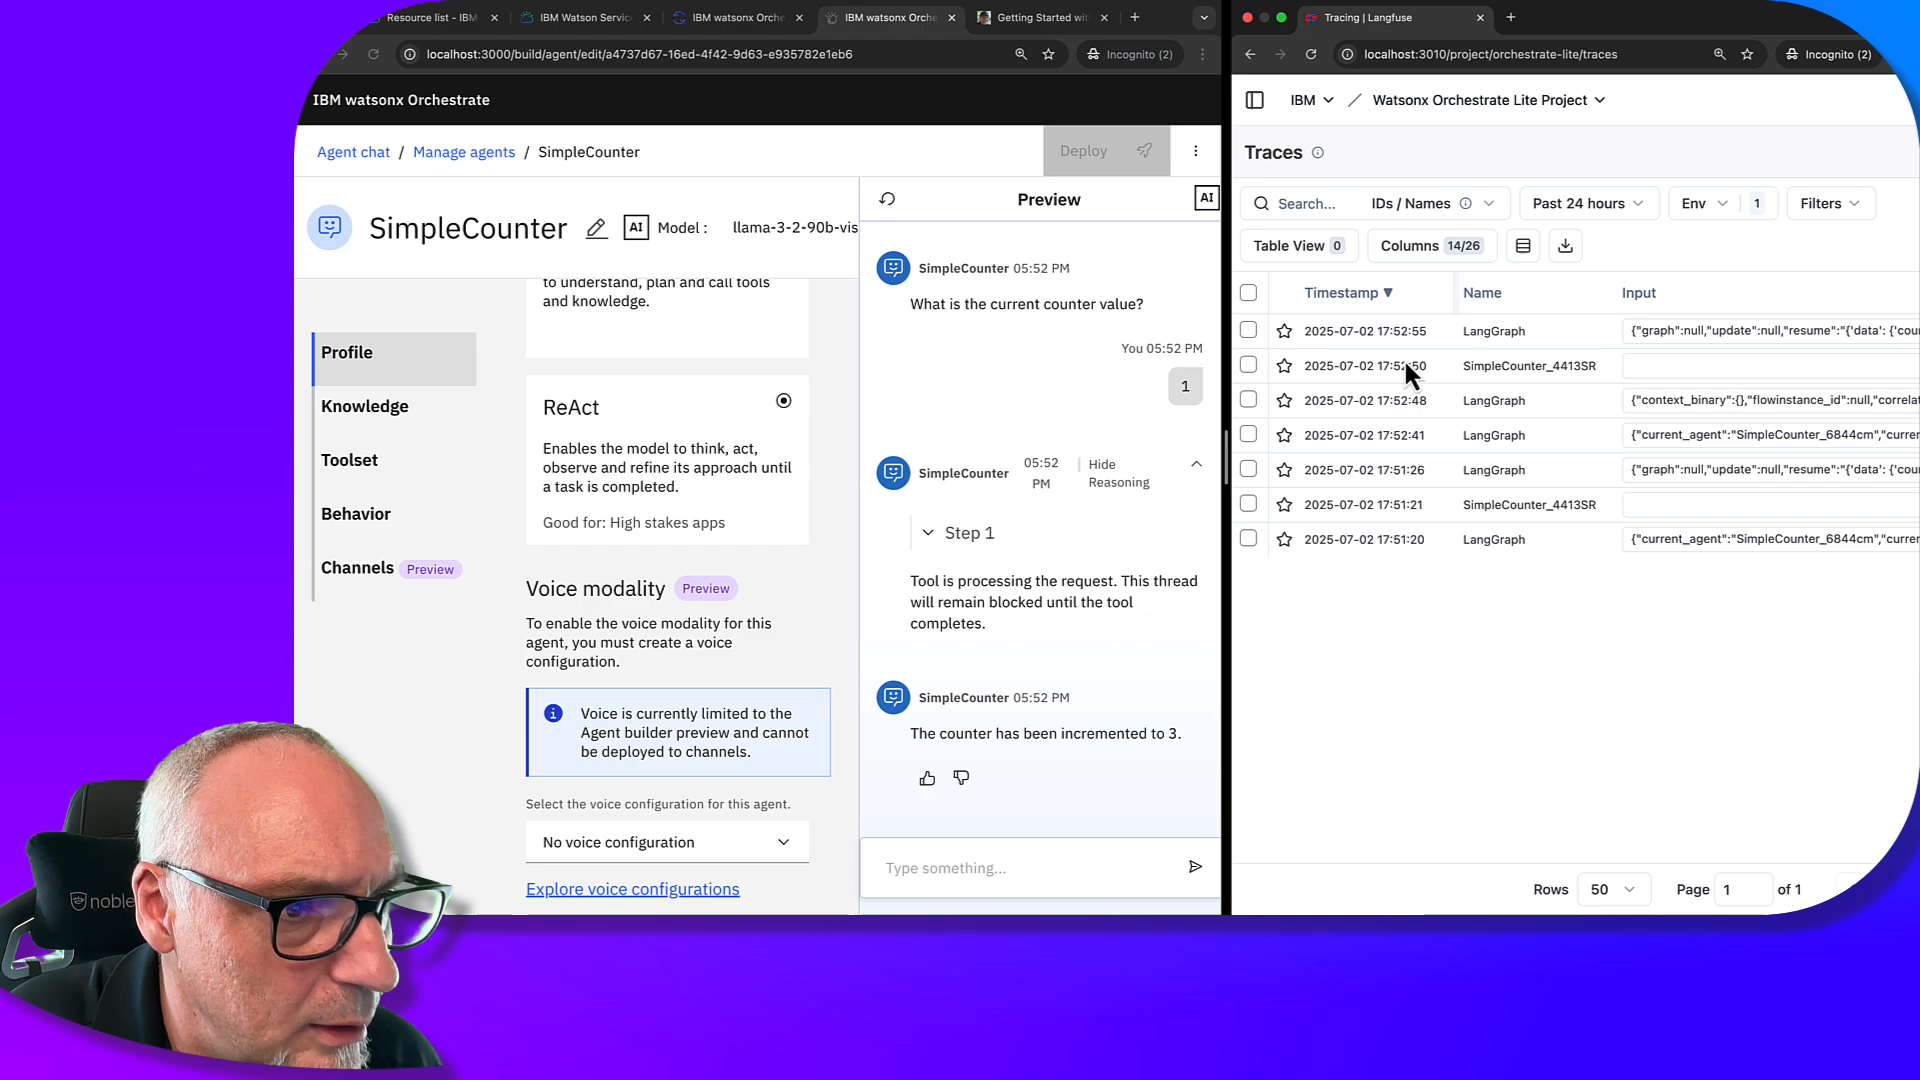 Resource list - IBM
IBM Watson Servic
IBM watsonx Orche
IBM watsonx Orche
Getting Started wit
localhost:3000/build/agent/edit/a4737d67-16ed-4f42-9d63-e935782e1eb6
Incognito (2)
IBM watsonx Orchestrate
Agent chat / Manage agents / SimpleCounter
Deploy
SimpleCounter
AI
Model :
llama-3-2-90b-vis
Profile
Knowledge
Toolset
Behavior
Channels
Preview
to understand, plan and call tools
and knowledge.
ReAct
Enables the model to think, act,
observe and refine its approach until
a task is completed.
Good for: High stakes apps
Voice modality
Preview
To enable the voice modality for this
agent, you must create a voice
configuration.
Voice is currently limited to the
Agent builder preview and cannot
be deployed to channels.
Select the voice configuration for this agent.
No voice configuration
Explore voice configurations
Preview
AI
SimpleCounter 05:52 PM
What is the current counter value?
You 05:52 PM
1
SimpleCounter
05:52
PM
Hide
Reasoning
Step 1
Tool is processing the request. This thread
will remain blocked until the tool
completes.
SimpleCounter 05:52 PM
The counter has been incremented to 3.
Type something...
Tracing | Langfuse
localhost:3010/project/orchestrate-lite/traces
Incognito (2)
IBM
Watsonx Orchestrate Lite Project
Traces
Search...
IDs / Names
Past 24 hours
Env
1
Filters
Table View 0
Columns 14/26
Timestamp ▼
Name
Input
2025-07-02 17:52:55
LangGraph
{"graph":null,"update":null,"resume":"{'data': {'cou
2025-07-02 17:52:50
SimpleCounter_4413SR
2025-07-02 17:52:48
LangGraph
{"context_binary":{},"flowinstance_id":null,"correlat
2025-07-02 17:52:41
LangGraph
{"current_agent":"SimpleCounter_6844cm","curren
2025-07-02 17:51:26
LangGraph
{"graph":null,"update":null,"resume":"{'data': {'cou
2025-07-02 17:51:21
SimpleCounter_4413SR
2025-07-02 17:51:20
LangGraph
{"current_agent":"SimpleCounter_6844cm","curren
Rows
50
Page
1
of 1
noble